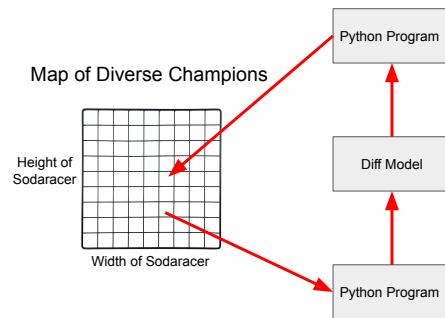 Python Program
Map of Diverse Champions
Height of
Sodaracer
Diff Model
Width of Sodaracer
Python Program